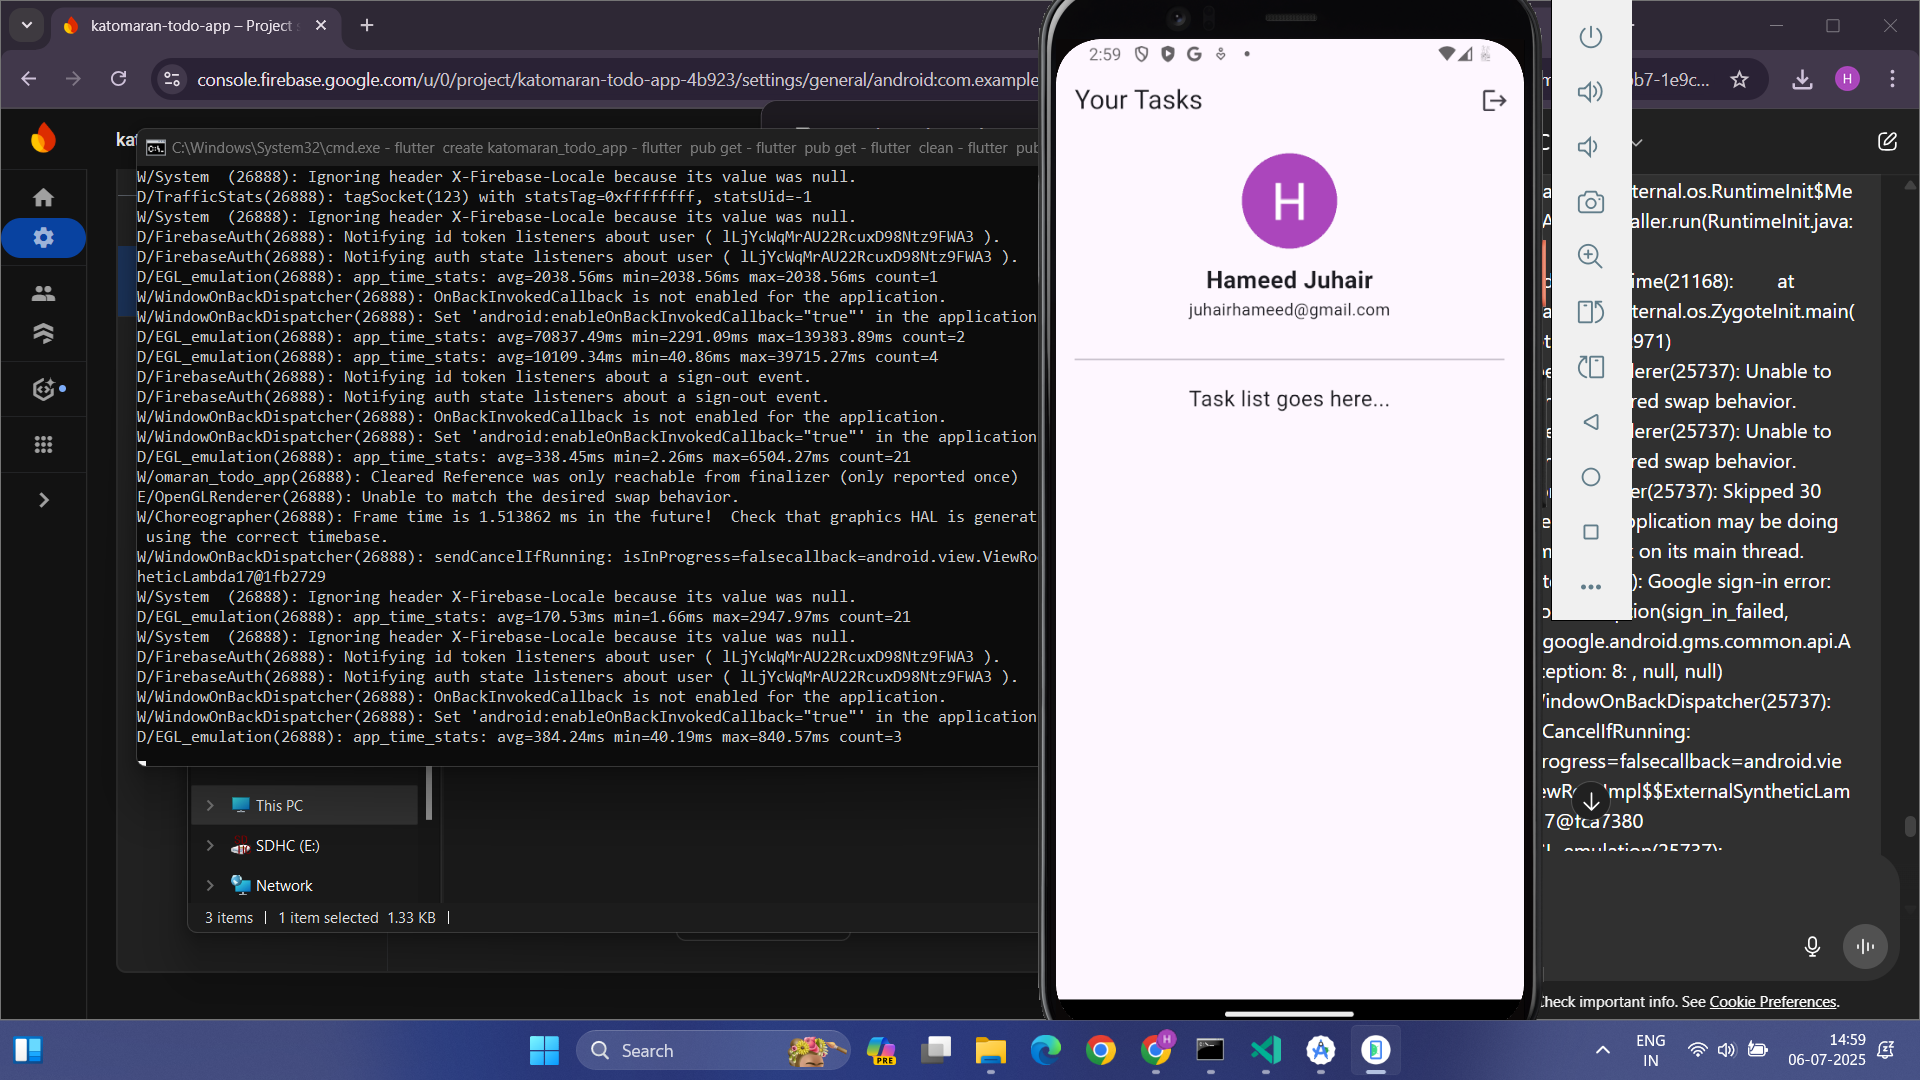 katomaran-todo-app – Project
console.firebase.google.com/u/0/project/katomaran-todo-app-4b923/settings/general/android:com.example
b7-1e9c...
H
C:\Windows\System32\cmd.exe - flutter  create katomaran_todo_app - flutter  pub get - flutter  pub get - flutter  clean - flutter  pub
W/System  (26888): Ignoring header X-Firebase-Locale because its value was null.
D/TrafficStats(26888): tagSocket(123) with statsTag=0xffffffff, statsUid=-1
W/System  (26888): Ignoring header X-Firebase-Locale because its value was null.
D/FirebaseAuth(26888): Notifying id token listeners about user ( lLjYcWqMrAU22RcuxD98Ntz9FWA3 ).
D/FirebaseAuth(26888): Notifying auth state listeners about user ( lLjYcWqMrAU22RcuxD98Ntz9FWA3 ).
D/EGL_emulation(26888): app_time_stats: avg=2038.56ms min=2038.56ms max=2038.56ms count=1
W/WindowOnBackDispatcher(26888): OnBackInvokedCallback is not enabled for the application.
W/WindowOnBackDispatcher(26888): Set 'android:enableOnBackInvokedCallback="true"' in the application
D/EGL_emulation(26888): app_time_stats: avg=70837.49ms min=2291.09ms max=139383.89ms count=2
D/EGL_emulation(26888): app_time_stats: avg=10109.34ms min=40.86ms max=39715.27ms count=4
D/FirebaseAuth(26888): Notifying id token listeners about a sign-out event.
D/FirebaseAuth(26888): Notifying auth state listeners about a sign-out event.
W/WindowOnBackDispatcher(26888): OnBackInvokedCallback is not enabled for the application.
W/WindowOnBackDispatcher(26888): Set 'android:enableOnBackInvokedCallback="true"' in the application
D/EGL_emulation(26888): app_time_stats: avg=338.45ms min=2.26ms max=6504.27ms count=21
W/omaran_todo_app(26888): Cleared Reference was only reachable from finalizer (only reported once)
E/OpenGLRenderer(26888): Unable to match the desired swap behavior.
W/Choreographer(26888): Frame time is 1.513862 ms in the future!  Check that graphics HAL is generat
using the correct timebase.
W/WindowOnBackDispatcher(26888): sendCancelIfRunning: isInProgress=falsecallback=android.view.ViewRo
heticLambda17@1fb2729
W/System  (26888): Ignoring header X-Firebase-Locale because its value was null.
D/EGL_emulation(26888): app_time_stats: avg=170.53ms min=1.66ms max=2947.97ms count=21
W/System  (26888): Ignoring header X-Firebase-Locale because its value was null.
D/FirebaseAuth(26888): Notifying id token listeners about user ( lLjYcWqMrAU22RcuxD98Ntz9FWA3 ).
D/FirebaseAuth(26888): Notifying auth state listeners about user ( lLjYcWqMrAU22RcuxD98Ntz9FWA3 ).
W/WindowOnBackDispatcher(26888): OnBackInvokedCallback is not enabled for the application.
W/WindowOnBackDispatcher(26888): Set 'android:enableOnBackInvokedCallback="true"' in the application
D/EGL_emulation(26888): app_time_stats: avg=384.24ms min=40.19ms max=840.57ms count=3
This PC
SDHC (E:)
Network
3 items  |  1 item selected  1.33 KB  |
2:59
Your Tasks
H
Hameed Juhair
juhairhameed@gmail.com
Task list goes here...
ternal.os.RuntimeInit$Me
aller.run(RuntimeInit.java:
ime(21168):        at
ternal.os.ZygoteInit.main(
971)
lerer(25737): Unable to
red swap behavior.
lerer(25737): Unable to
red swap behavior.
er(25737): Skipped 30
pplication may be doing
on its main thread.
): Google sign-in error:
ption(sign_in_failed,
google.android.gms.common.api.A
ception: 8: , null, null)
/indowOnBackDispatcher(25737):
CancelIfRunning:
rogress=falsecallback=android.vie
Impl$$ExternalSyntheticLam
7@fca7380
emulation(25737):
Check important info. See Cookie Preferences.
Search
PRE
H
ENG
IN
14:59
06-07-2025